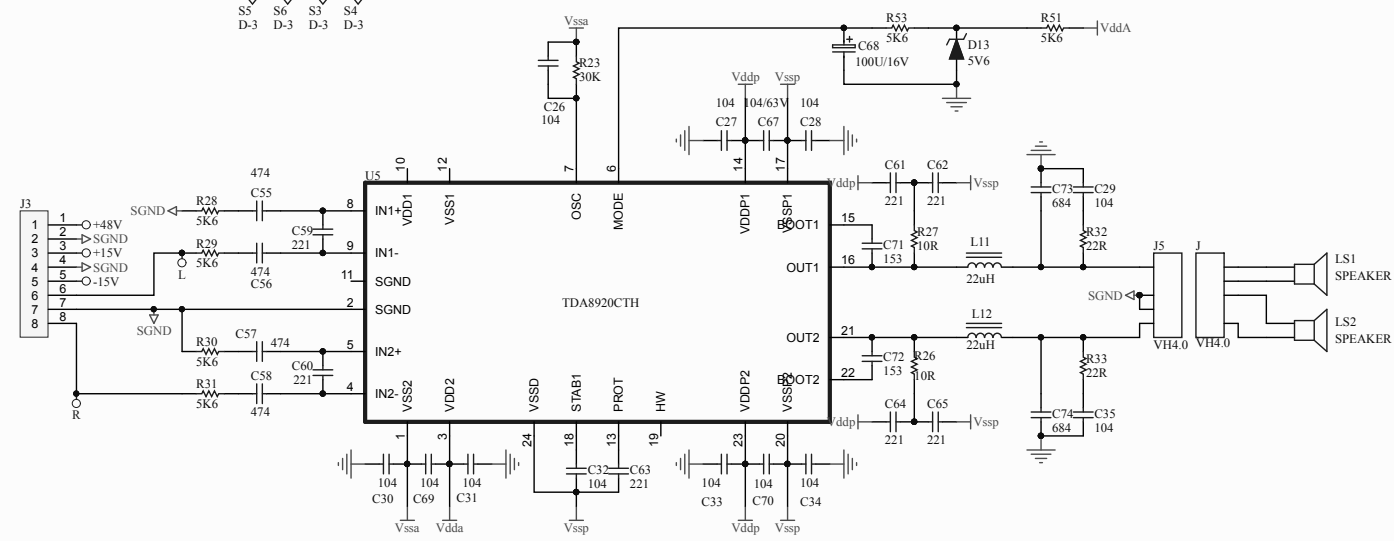 S5 S6 S3 S4
D-3 D-3 D-3 D-3
Vssa
R23
30K
C26
104
R53
5K6
R51
5K6
VddA
C68
100U/16V
D13
5V6
Vddp Vssp
104 104/63V 104
C27 C67 C28
10 12 7 6 14 17
U5
VDD1 VSS1 OSC MODE VDDP1 VSSP1
J3
1 1 +48V
2 2 SGND
3 3 +15V
4 4 SGND
5 5 -15V
6 6
7 7
8 8
SGND
L
R
SGND
R28
5K6
474
C55
C59
221
R29
5K6
474
C56
R30
5K6
C57
474
C60
221
R31
5K6
C58
474
8 IN1+
9 IN1-
11 SGND
2 SGND
5 IN2+
4 IN2-
TDA8920CTH
BOOT1 15
OUT1 16
OUT2 21
BOOT2 22
VSS2 VDD2 VSSD STAB1 PROT HW VDDP2 VSSP2
1 3 24 18 13 19 23 20
104 104 104
C30 C69 C31
Vssa Vdda
C32
104
C63
221
Vssp
104 104 104
C33 C70 C34
Vddp Vssp
C61 C62
Vddp Vssp
221 221
C71
153
R27
10R
L11
22uH
C73
684
C29
104
R32
22R
L12
22uH
C72
153
R26
10R
C64 C65
Vddp Vssp
221 221
R33
22R
C74
684
C35
104
J5
SGND
VH4.0
J
VH4.0
LS1
SPEAKER
LS2
SPEAKER